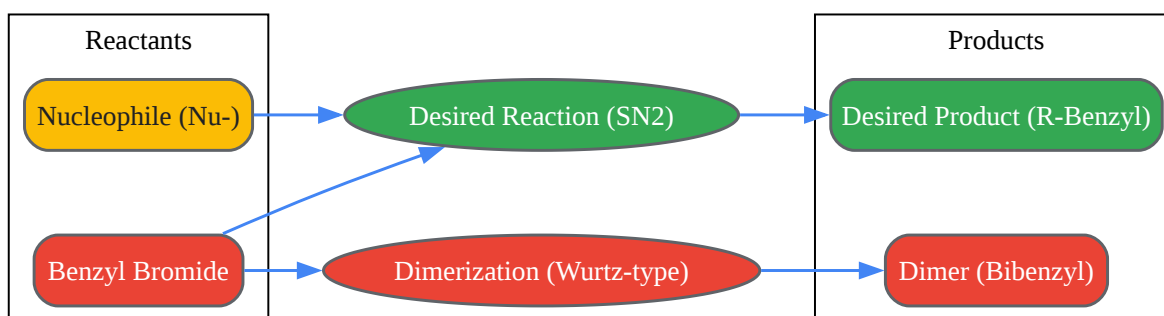 Reactants
Products
Nucleophile (Nu-)
Desired Reaction (SN2)
Desired Product (R-Benzyl)
Benzyl Bromide
Dimerization (Wurtz-type)
Dimer (Bibenzyl)